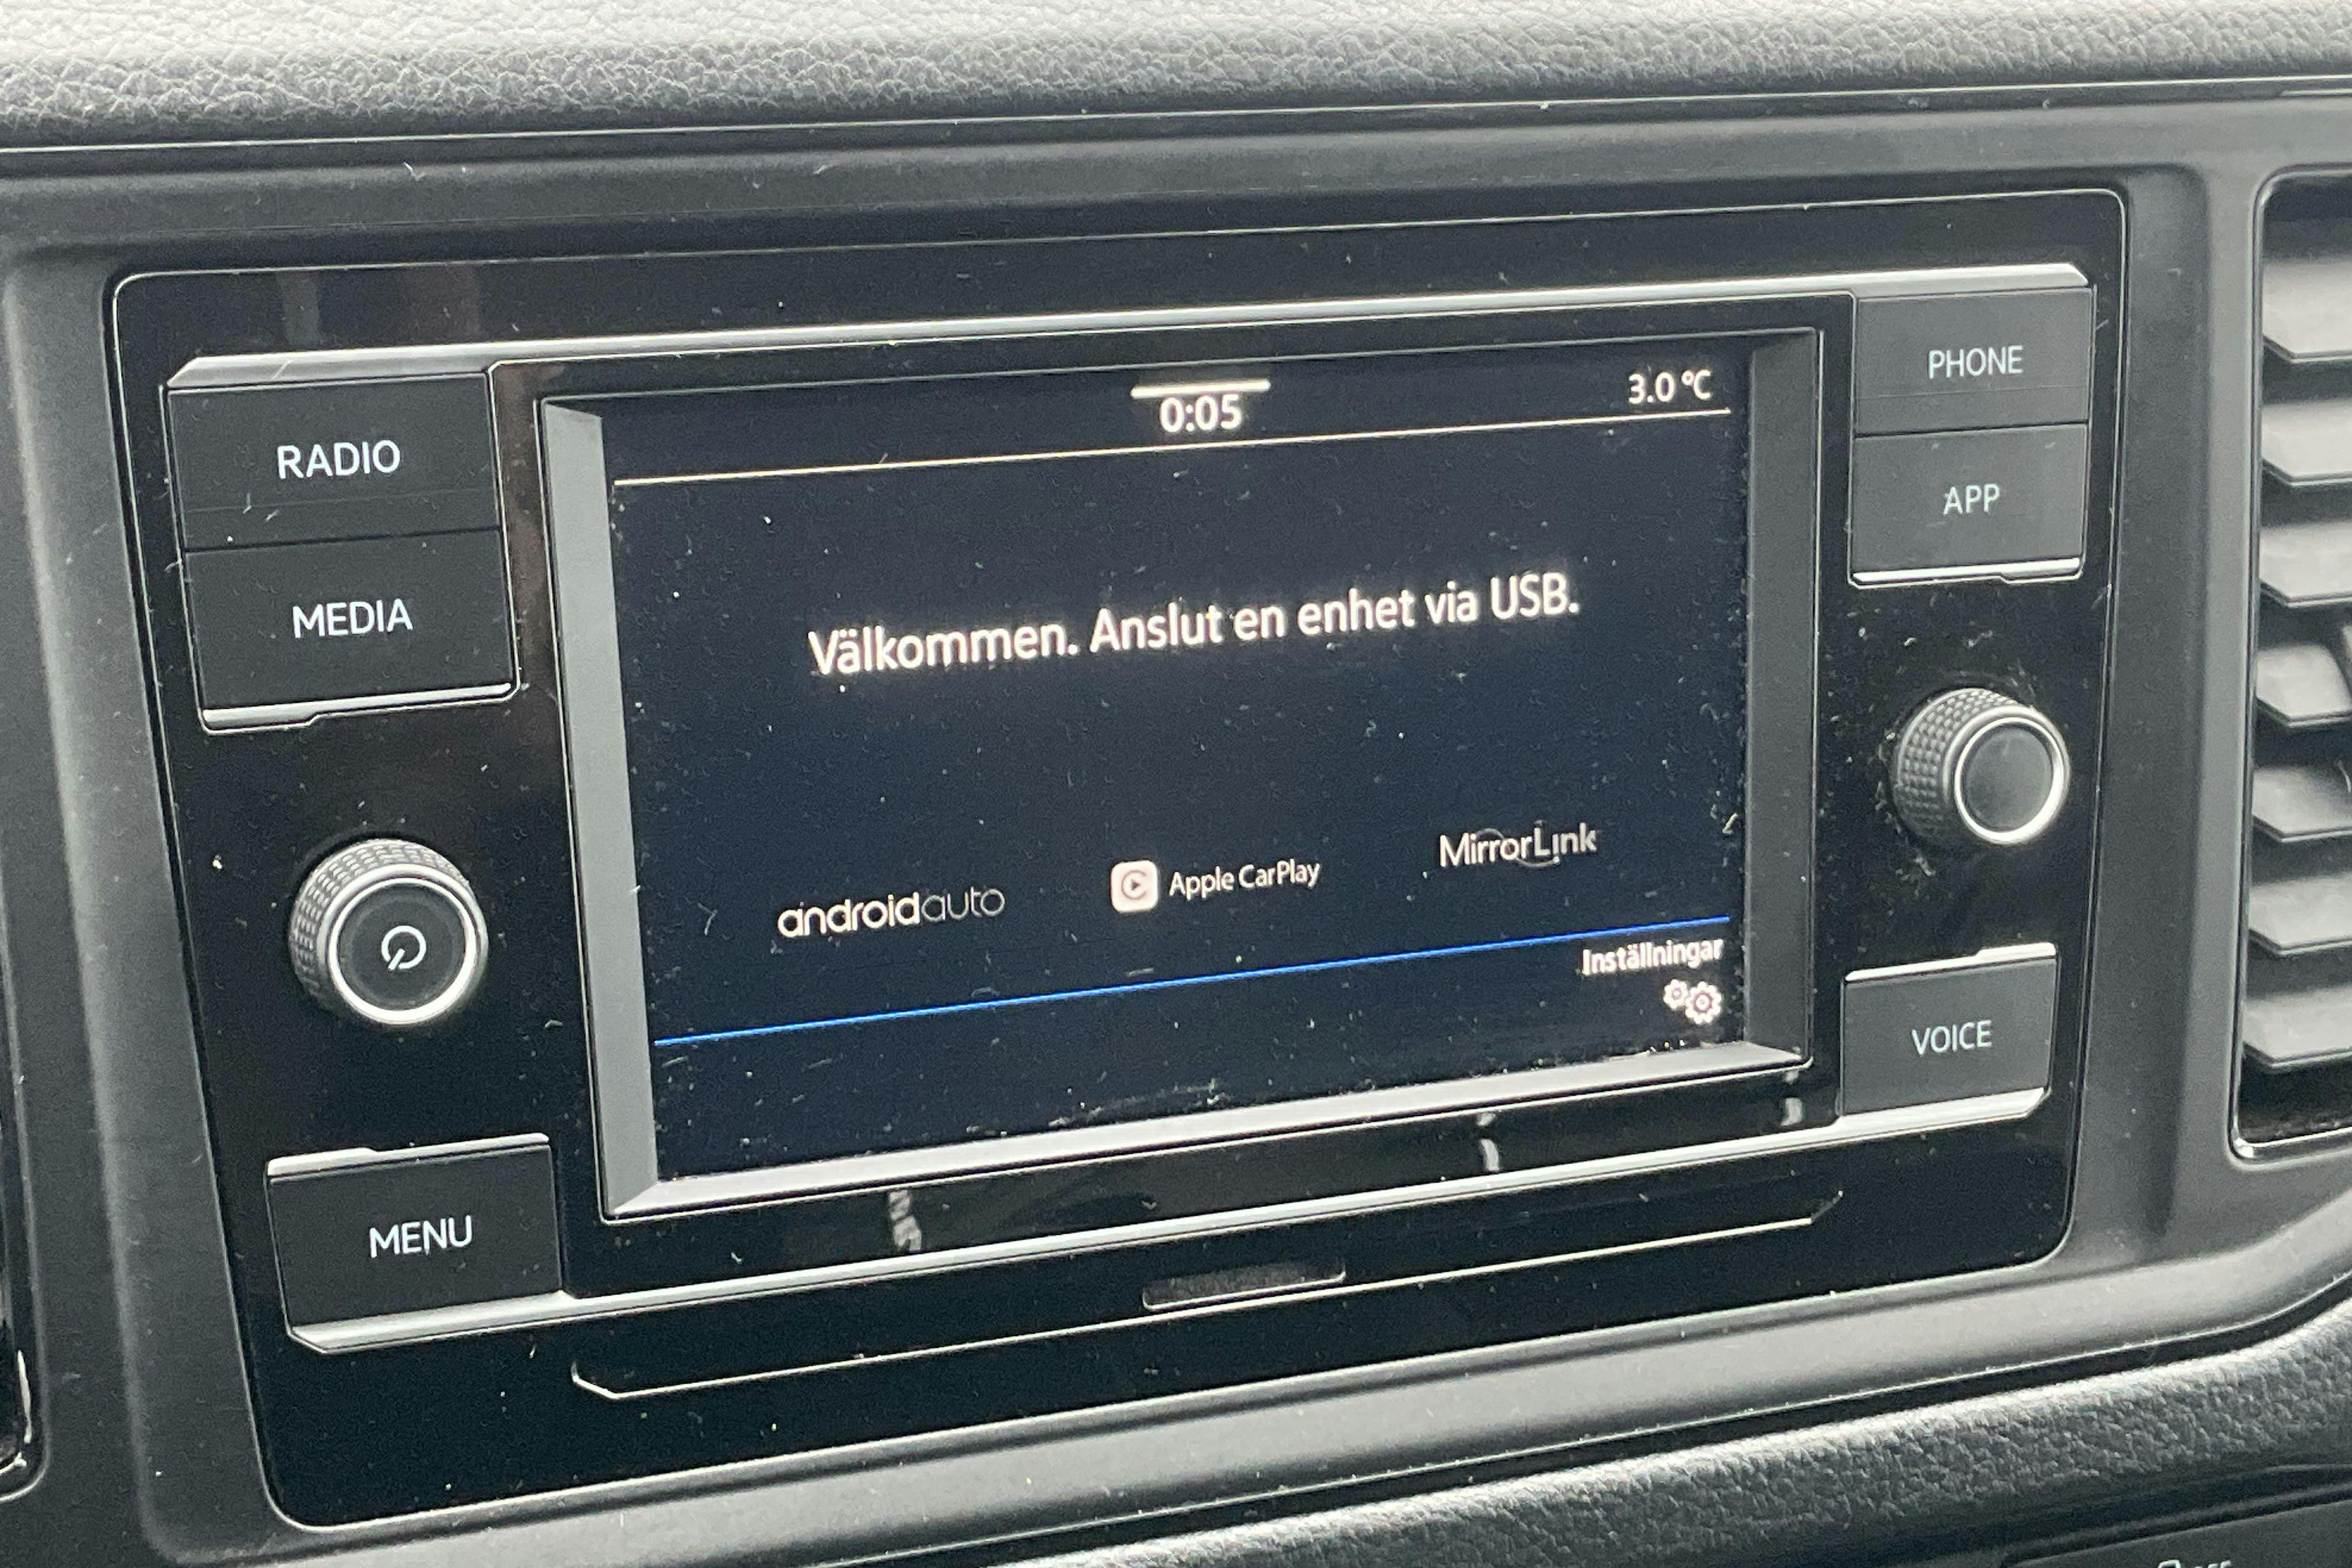 RADIO
MEDIA
MENU
0:05
3.0 °C
Välkommen. Anslut en enhet via USB.
androidauto
Apple CarPlay
MirrorLink
Inställningar
PHONE
APP
VOICE